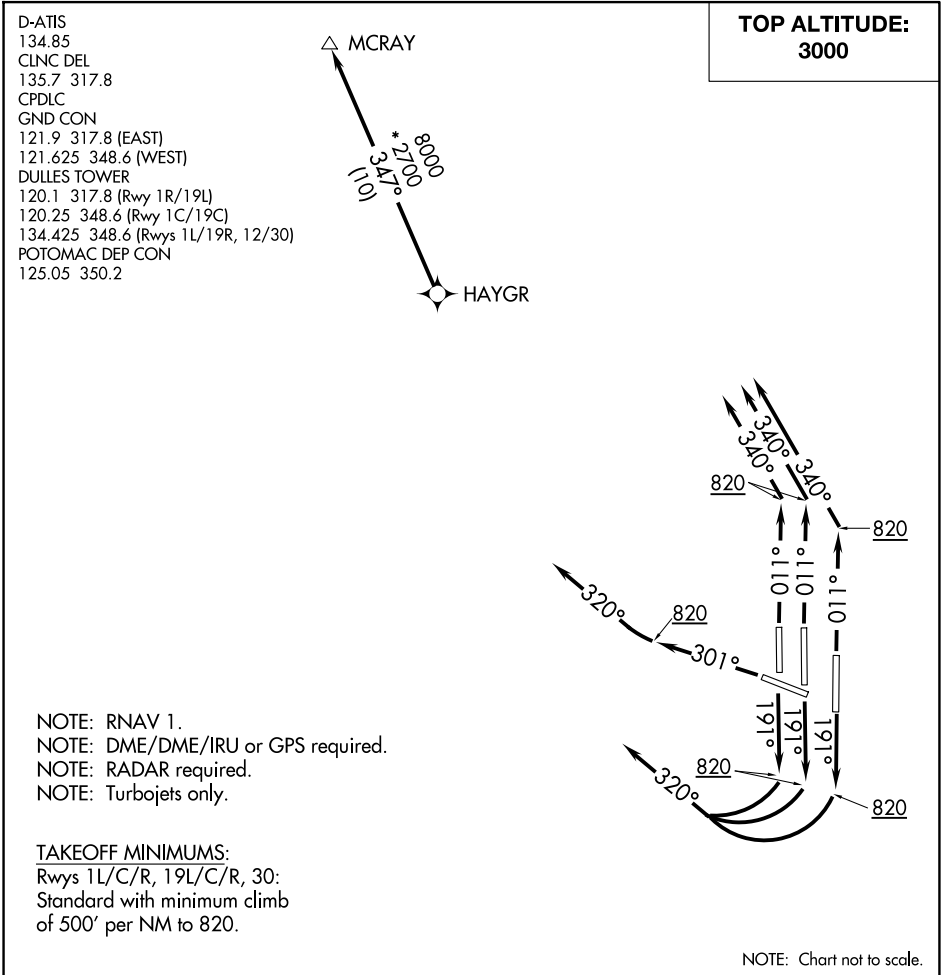 D-ATIS
134.85
CLNC DEL
135.7 317.8
CPDLC
GND CON
121.9 317.8 (EAST)
121.625 348.6 (WEST)
DULLES TOWER
120.1 317.8 (Rwy 1R/19L)
120.25 348.6 (Rwy 1C/19C)
134.425 348.6 (Rwys 1L/19R, 12/30)
POTOMAC DEP CON
125.05 350.2
TOP ALTITUDE:
3000
MCRAY
8000
*2700
347°
(10)
HAYGR
340°
340°
340°
820
820
011°
011°
011°
320°
820
301°
191°
191°
191°
320°
820
820
NOTE: RNAV 1.
NOTE: DME/DME/IRU or GPS required.
NOTE: RADAR required.
NOTE: Turbojets only.
TAKEOFF MINIMUMS:
Rwys 1L/C/R, 19L/C/R, 30:
Standard with minimum climb
of 500' per NM to 820.
NOTE: Chart not to scale.